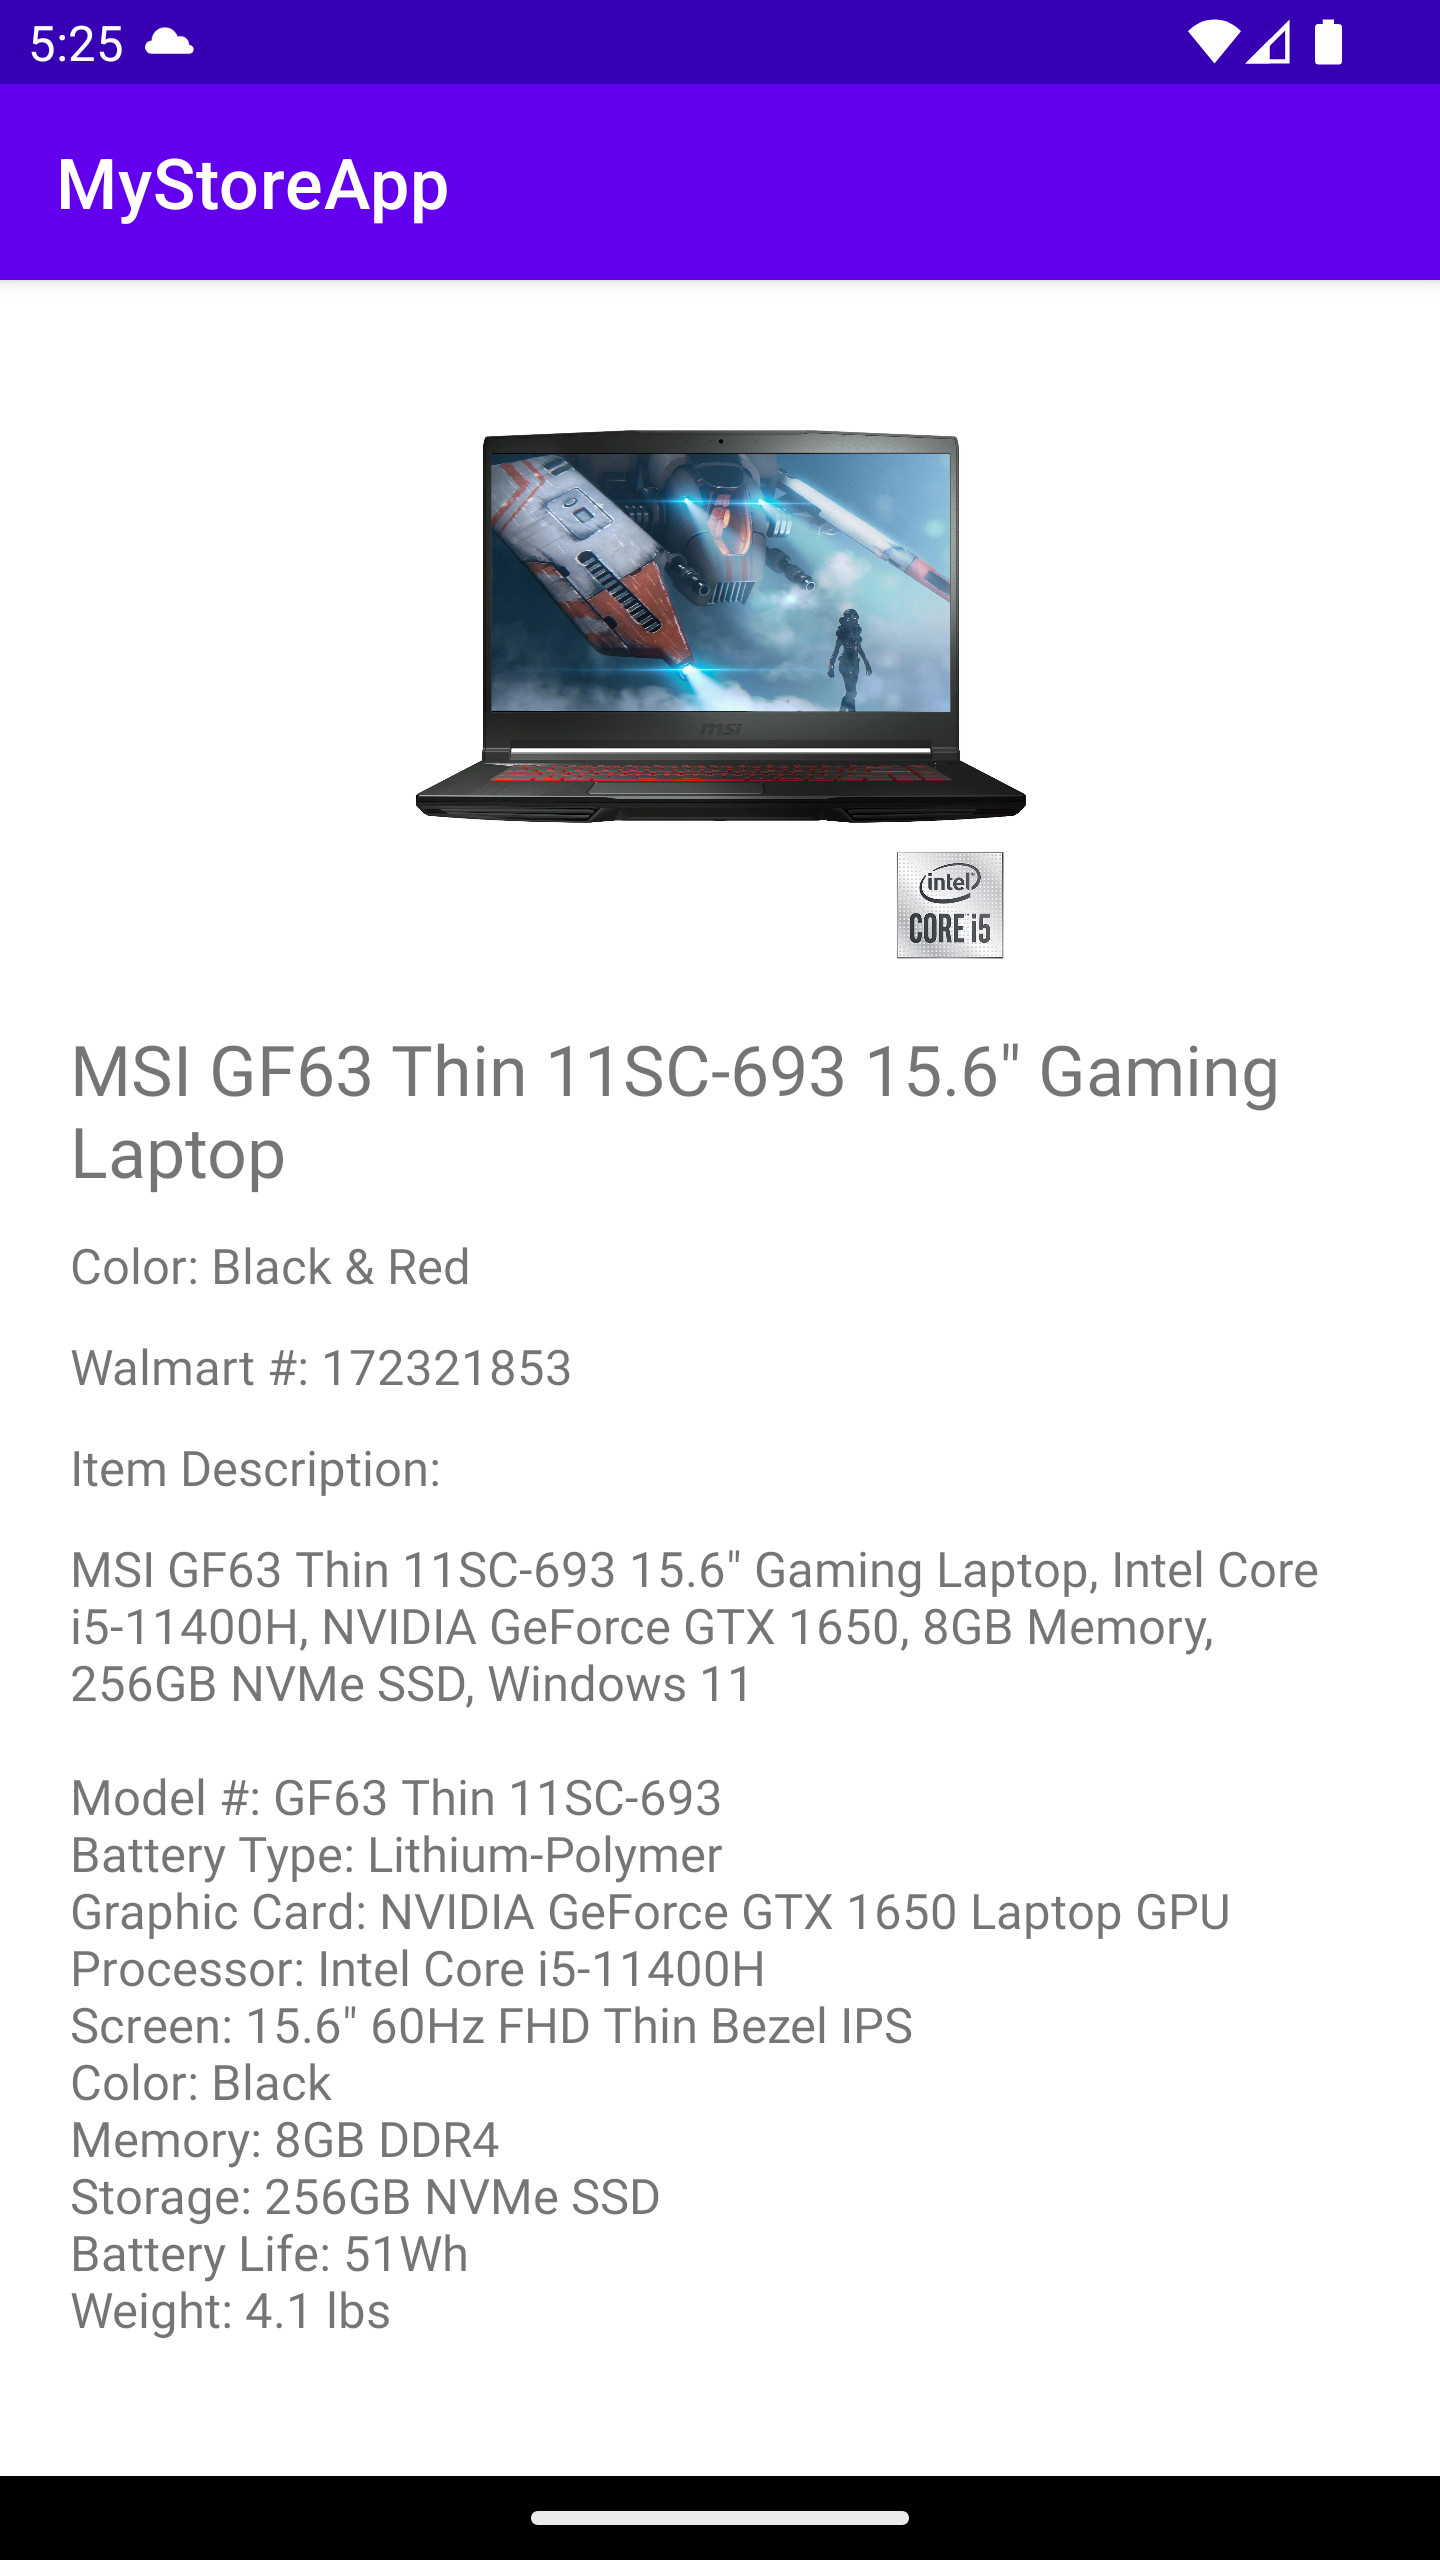 5:25
MyStoreApp
msi
intel
CORE i5
MSI GF63 Thin 11SC-693 15.6" Gaming
Laptop
Color: Black & Red
Walmart #: 172321853
Item Description:
MSI GF63 Thin 11SC-693 15.6" Gaming Laptop, Intel Core
i5-11400H, NVIDIA GeForce GTX 1650, 8GB Memory,
256GB NVMe SSD, Windows 11
Model #: GF63 Thin 11SC-693
Battery Type: Lithium-Polymer
Graphic Card: NVIDIA GeForce GTX 1650 Laptop GPU
Processor: Intel Core i5-11400H
Screen: 15.6" 60Hz FHD Thin Bezel IPS
Color: Black
Memory: 8GB DDR4
Storage: 256GB NVMe SSD
Battery Life: 51Wh
Weight: 4.1 lbs